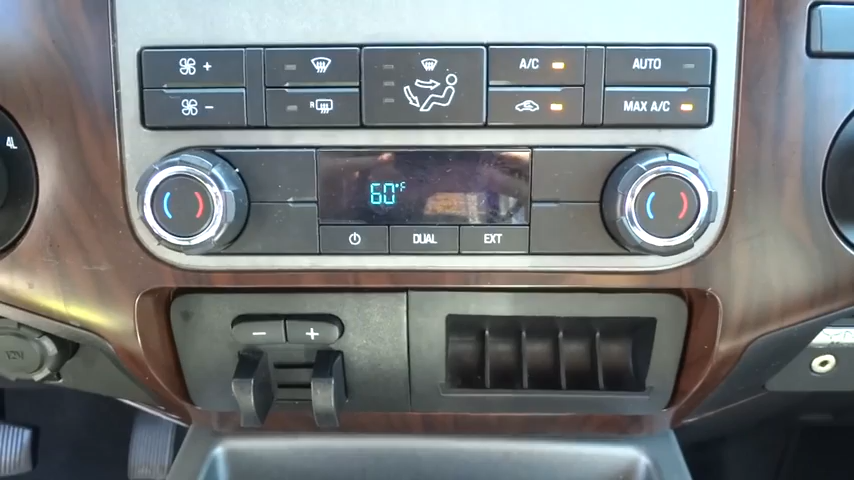 +
A/C
AUTO
−
R
MAX A/C
4L
60°F
DUAL
EXT
− +
12V